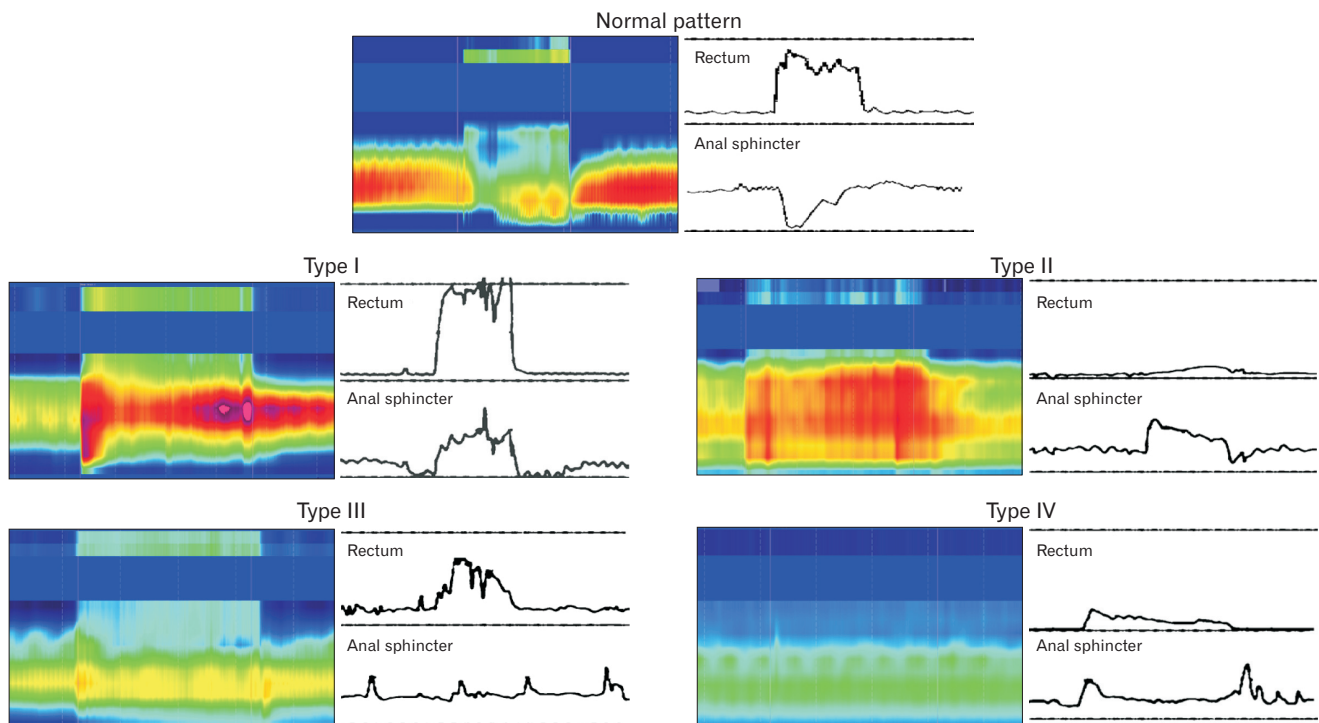 Normal pattern
Rectum
Anal sphincter
Type I
Rectum
Anal sphincter
Type II
Rectum
Anal sphincter
Type III
Rectum
Anal sphincter
Type IV
Rectum
Anal sphincter